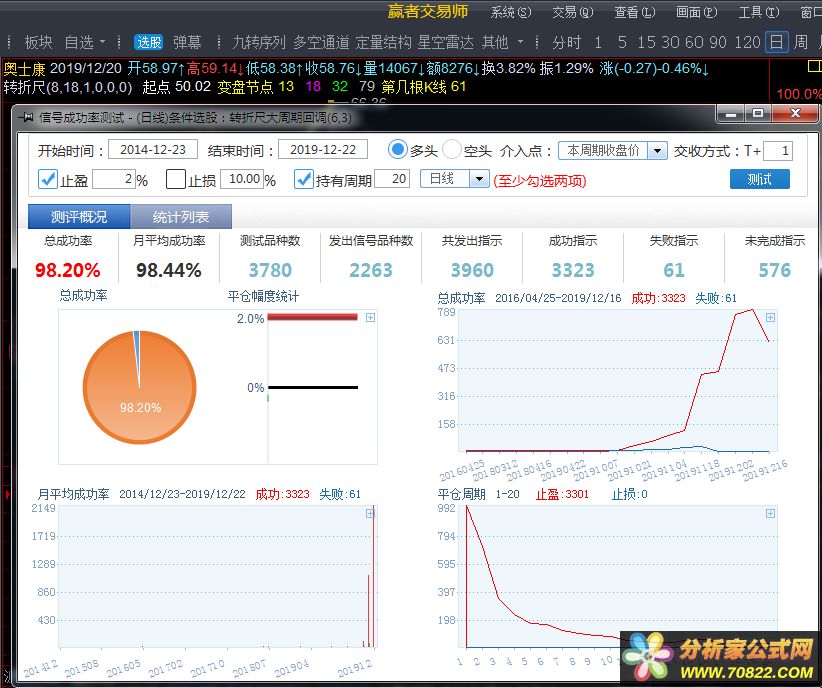 赢者交易师 系统(S) 交易(Q) 查看(L) 画面(P) 工具(T) 窗口
板块 自选 选股 弹幕 九转序列 多空通道 定量结构 星空雷达 其他 分时 1 5 15 30 60 90 120 日 周
奥士康 2019/12/20 开58.97↑高59.14↓低58.38↑收58.76↓量14067↓额8276↓换3.82% 振1.29% 涨(-0.27)-0.46%↓
转折尺(8,18,1,0,0,0) 起点 50.02 变盘节点 13 18 32 79 第几根K线 61
66.36
100.0%
信号成功率测试 - (日线)条件选股：转折尺大周期回调(6,3)
开始时间： 2014-12-23 结束时间： 2019-12-22 多头 空头 介入点： 本周期收盘价 交收方式：T+ 1
止盈 2 % 止损 10.00 % 持有周期 20 日线 (至少勾选两项) 测试
测评概况 统计列表
总成功率 月平均成功率 测试品种数 发出信号品种数 共发出指示 成功指示 失败指示 未完成指示
98.20% 98.44% 3780 2263 3960 3323 61 576
总成功率 平仓幅度统计
2.0%
0%
98.20%
总成功率 2016/04/25-2019/12/16 成功:3323 失败:61
789
631
473
316
158
20160425 20160312 20180416 20190422 20191007 20191021 20191104 20191118 20191202 20191216
月平均成功率 2014/12/23-2019/12/22 成功:3323 失败:61
2149
1719
1289
860
430
201412 201508 201605 201702 201710 201807 201904 201912
平仓周期 1-20 止盈:3301 止损:0
992
794
595
397
198
1 2 3 4 5 6 7 8 9 10
分析家公式网
www.70822.com